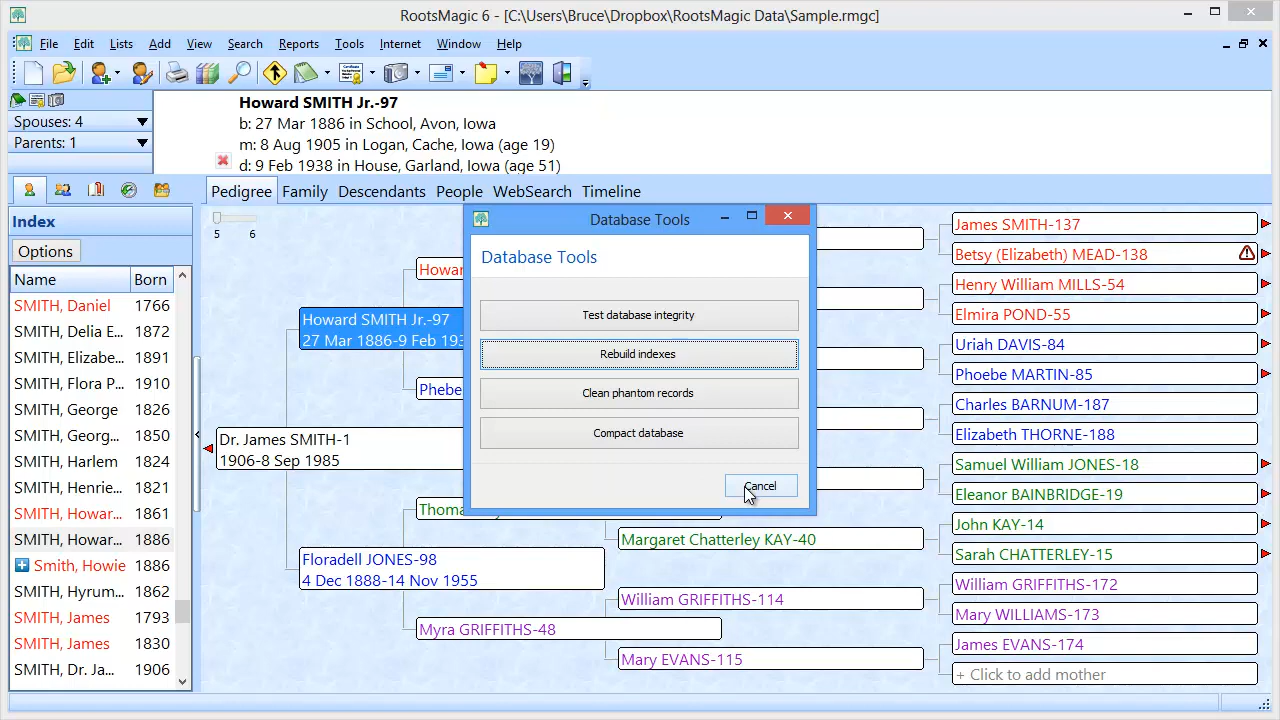 RootsMagic 6 - [C:\Users\Bruce\Dropbox\RootsMagic Data\Sample.rmgc]
File Edit Lists Add View Search Reports Tools Internet Window Help
Howard SMITH Jr.-97
b: 27 Mar 1886 in School, Avon, Iowa
m: 8 Aug 1905 in Logan, Cache, Iowa (age 19)
d: 9 Feb 1938 in House, Garland, Iowa (age 51)
Spouses: 4
Parents: 1
Pedigree Family Descendants People WebSearch Timeline
Index
Options
Name Born
SMITH, Daniel 1766
SMITH, Delia E... 1872
SMITH, Elizabe... 1891
SMITH, Flora P... 1910
SMITH, George 1826
SMITH, Georg... 1850
SMITH, Harlem 1824
SMITH, Henrie... 1821
SMITH, Howar... 1861
SMITH, Howar... 1886
Smith, Howie 1886
SMITH, Hyrum... 1862
SMITH, James 1793
SMITH, James 1830
SMITH, Dr. Ja... 1906
5 6
Dr. James SMITH-1
1906-8 Sep 1985
Howard SMITH Jr.-97
27 Mar 1886-9 Feb 193
Floradell JONES-98
4 Dec 1888-14 Nov 1955
Howar
Phebe
Thoma
Myra GRIFFITHS-48
Margaret Chatterley KAY-40
William GRIFFITHS-114
Mary EVANS-115
James SMITH-137
Betsy (Elizabeth) MEAD-138
Henry William MILLS-54
Elmira POND-55
Uriah DAVIS-84
Phoebe MARTIN-85
Charles BARNUM-187
Elizabeth THORNE-188
Samuel William JONES-18
Eleanor BAINBRIDGE-19
John KAY-14
Sarah CHATTERLEY-15
William GRIFFITHS-172
Mary WILLIAMS-173
James EVANS-174
+ Click to add mother
Database Tools
Database Tools
Test database integrity
Rebuild indexes
Clean phantom records
Compact database
Cancel